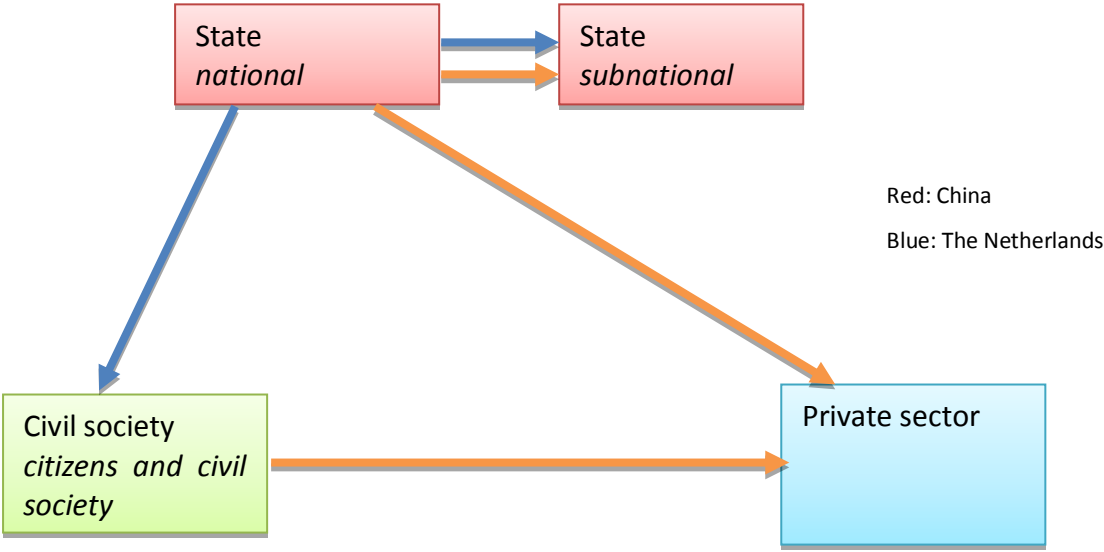 State
national
State
subnational
Red: China
Blue: The Netherlands
Civil society
citizens and civil
society
Private sector